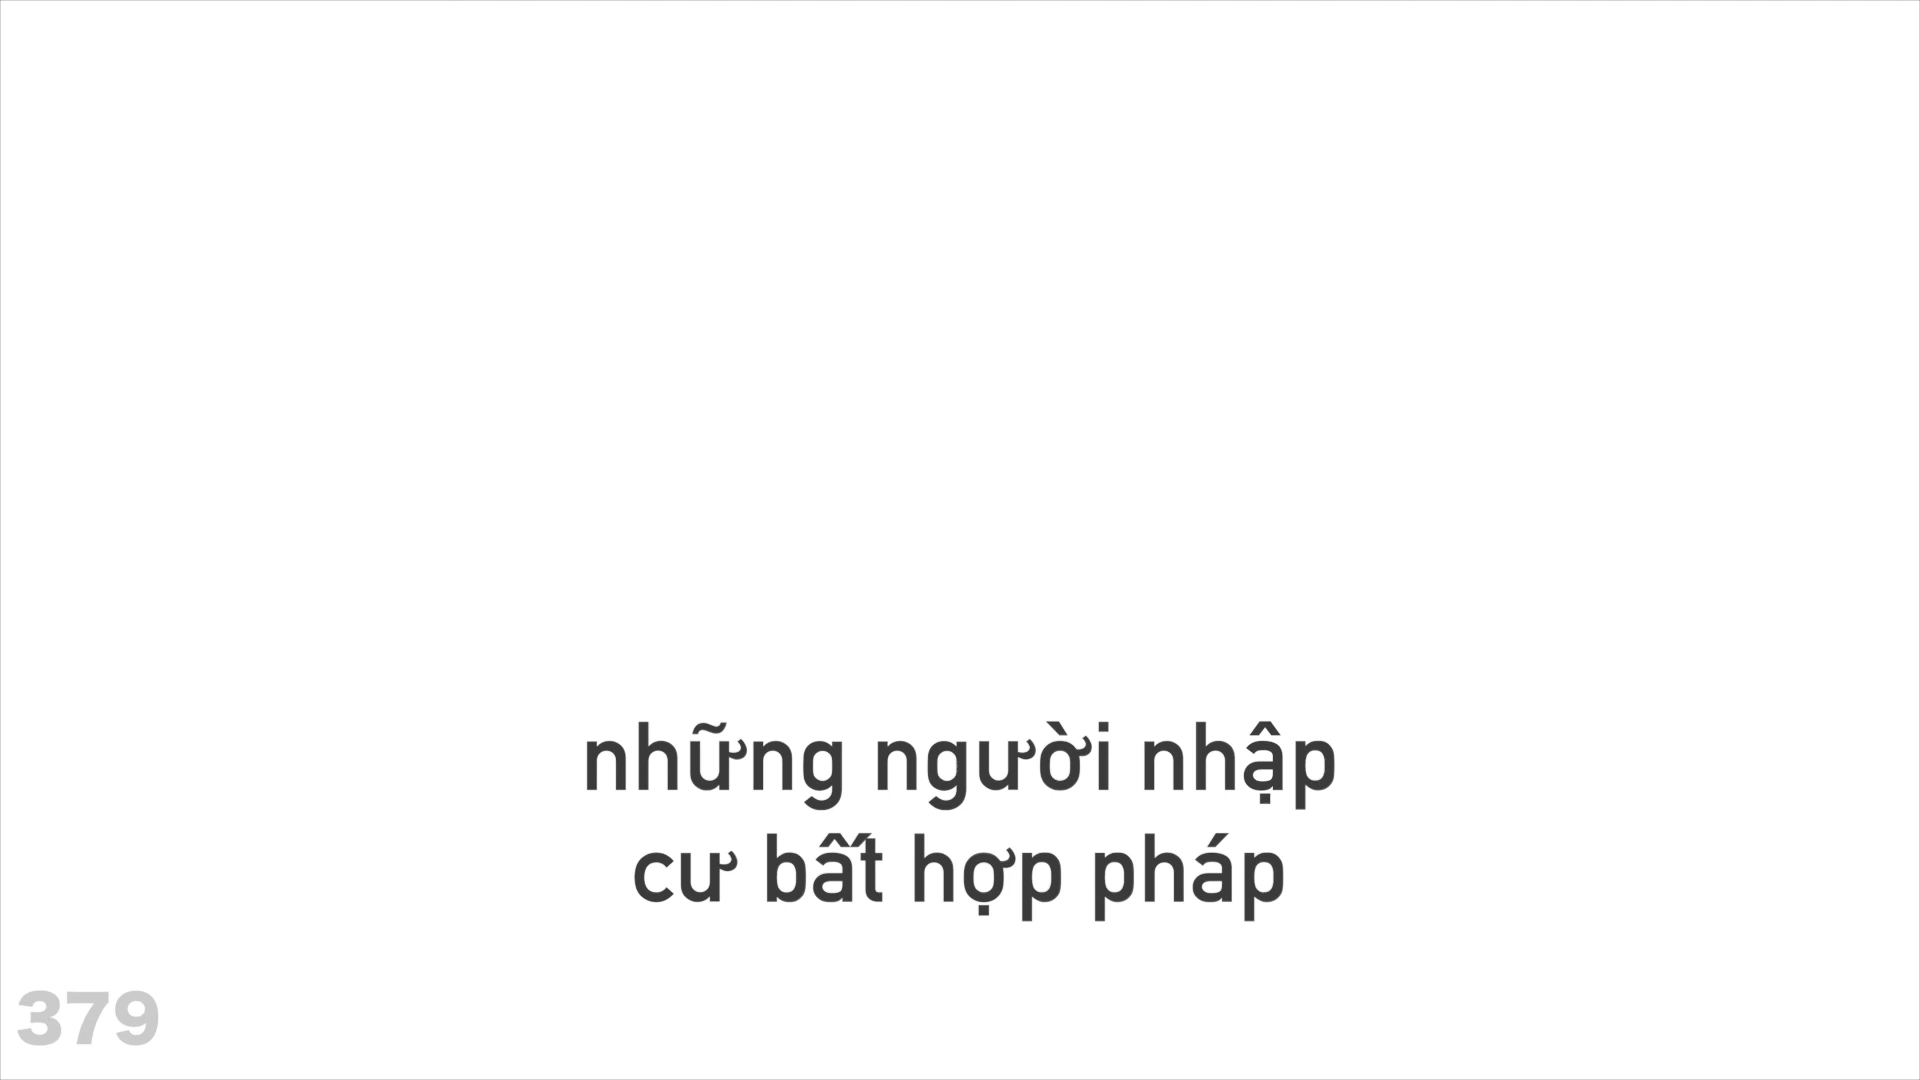 những người nhập
cư bất hợp pháp
379